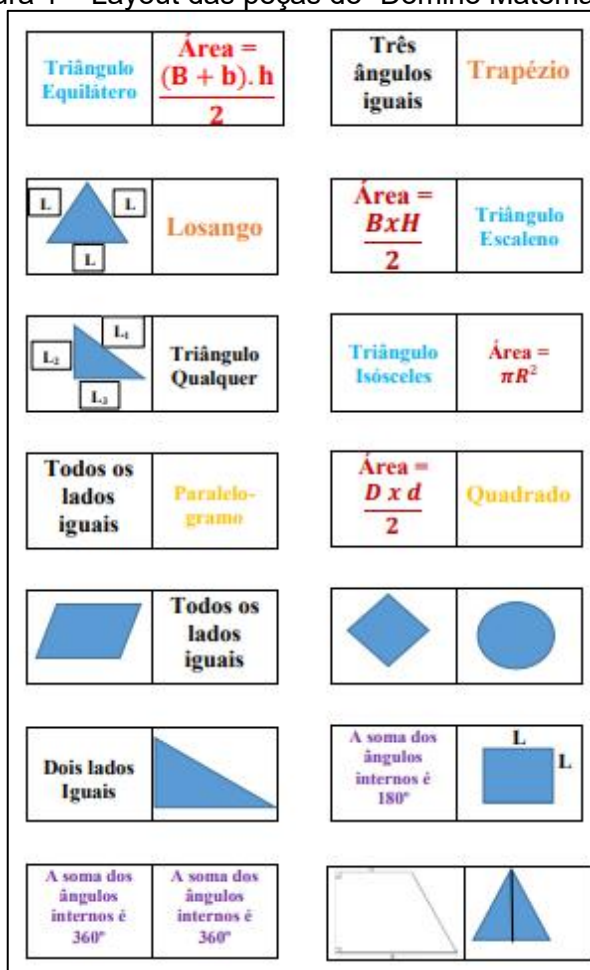 Layout das peças do "Dominó Matemá
Triângulo
Equilátero
Área =
(B + b). h
2
Três
ângulos
iguais
Trapézio
L
L
L
Losango
Área =
BxH
2
Triângulo
Escaleno
L₁
L₂
L₃
Triângulo
Qualquer
Triângulo
Isósceles
Área =
πR²
Todos os
lados
iguais
Paralelo-
gramo
Área =
D x d
2
Quadrado
Todos os
lados
iguais
Dois lados
Iguais
A soma dos
ângulos
internos é
180º
L
L
A soma dos
ângulos
internos é
360º
A soma dos
ângulos
internos é
360º